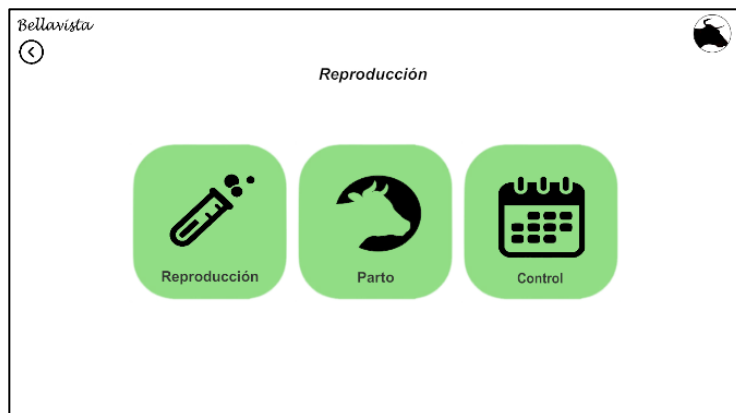 Bellavista
Reproducción
Reproducción
Parto
Control